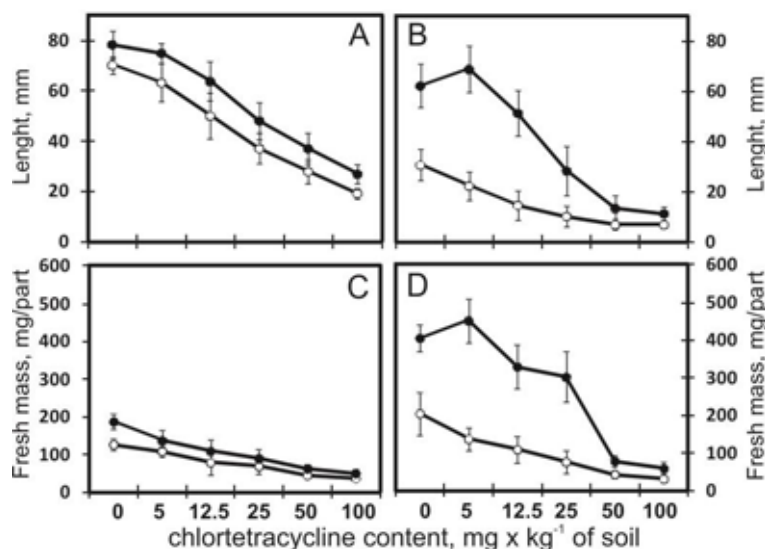 A
B
80
60
40
20
0
Lenght, mm
80
60
40
20
0
Lenght, mm
C
D
600
500
400
300
200
100
0
Fresh mass, mg/part
600
500
400
300
200
100
0
Fresh mass, mg/part
0 5 12.5 25 50 100
0 5 12.5 25 50 100
chlortetracycline content, mg x kg⁻¹ of soil